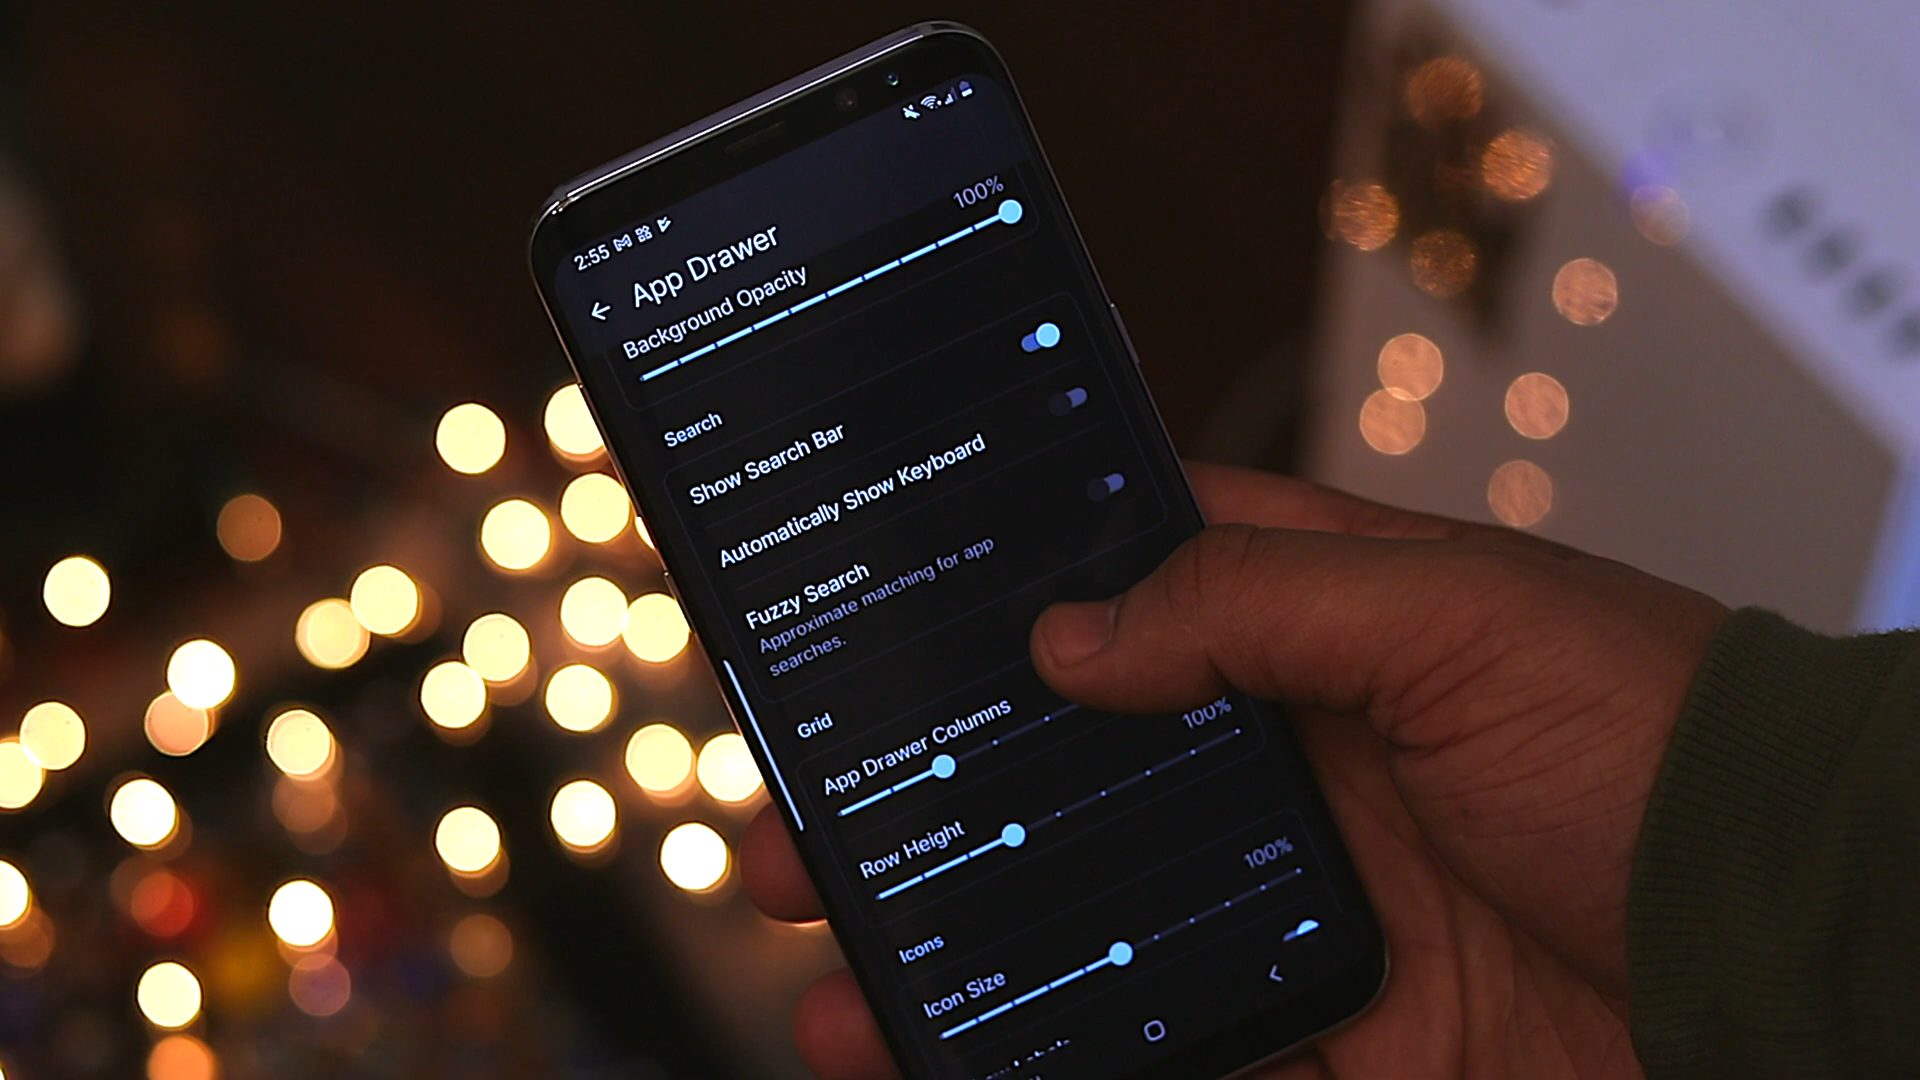 2:55
App Drawer
Background Opacity
100%
Search
Show Search Bar
Automatically Show Keyboard
Fuzzy Search
Approximate matching for app
searches.
Grid
App Drawer Columns
Row Height
100%
Icons
Icon Size
100%